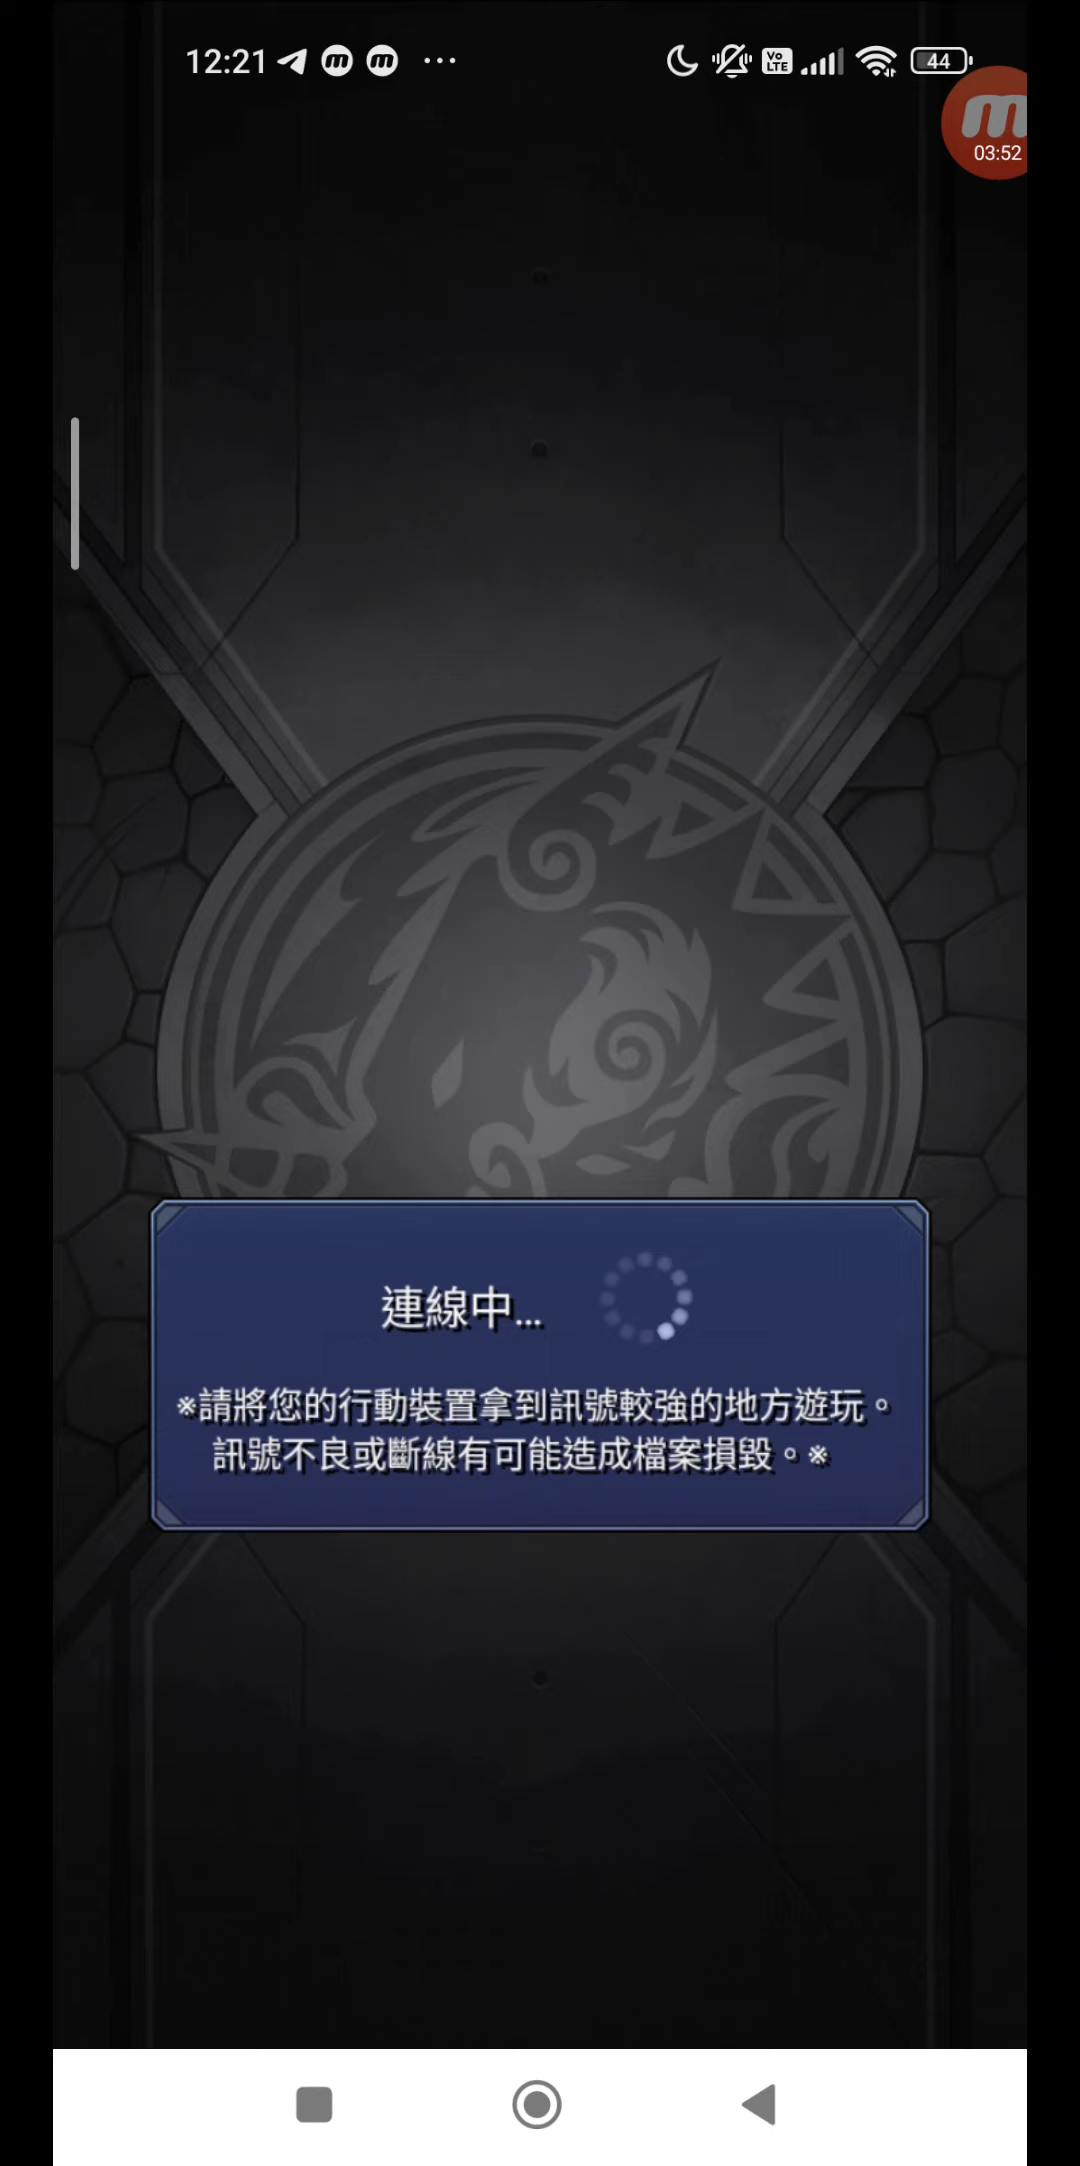 12:21
VoLTE
44
03:52
連線中...
※請將您的行動裝置拿到訊號較強的地方遊玩。
訊號不良或斷線有可能造成檔案損毀。※